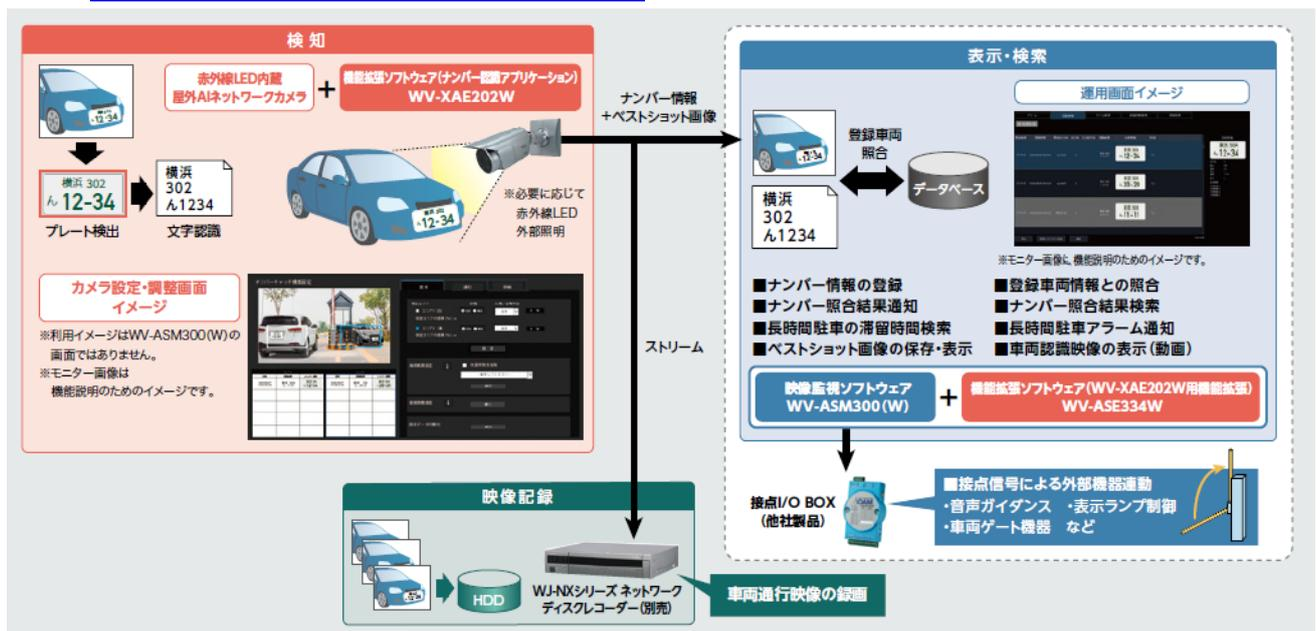 検知
赤外線LED内蔵
屋外AIネットワークカメラ
+
機能拡張ソフトウェア(ナンバー認識アプリケーション)
WV-XAE202W
12-34
横浜 302
ん 12-34
プレート検出
横浜
302
ん1234
文字認識
横浜 302
ん 12-34
※必要に応じて
赤外線LED
外部照明
カメラ設定・調整画面
イメージ
※利用イメージはWV-ASM300(W)の
画面ではありません。
※モニター画像は
機能説明のためのイメージです。
ナンバー情報
+ベストショット画像
ストリーム
表示・検索
12-34
横浜
302
ん1234
登録車両
照合
データベース
運用画面イメージ
12-34
12-34
※モニター画像は、機能説明のためのイメージです。
■ナンバー情報の登録
■ナンバー照合結果通知
■長時間駐車の滞留時間検索
■ベストショット画像の保存・表示
■登録車両情報との照合
■ナンバー照合結果検索
■長時間駐車アラーム通知
■車両認識映像の表示(動画)
映像監視ソフトウェア
WV-ASM300(W)
+
機能拡張ソフトウェア(WV-XAE202W用機能拡張)
WV-ASE334W
接点I/O BOX
(他社製品)
■接点信号による外部機器連動
・音声ガイダンス ・表示ランプ制御
・車両ゲート機器 など
映像記録
HDD
WJ-NXシリーズ ネットワーク
ディスクレコーダー(別売)
車両通行映像の録画